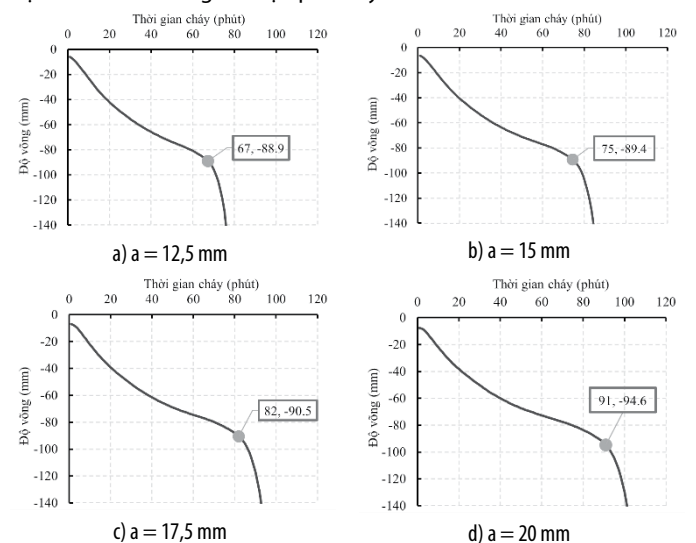 Thời gian cháy (phút)
0 20 40 60 80 100 120
0
-20
-40
-60
-80
-100
-120
-140
Độ võng (mm)
67, -88.9
a) a = 12,5 mm
Thời gian cháy (phút)
0 20 40 60 80 100 120
0
-20
-40
-60
-80
-100
-120
-140
Độ võng (mm)
75, -89.4
b) a = 15 mm
Thời gian cháy (phút)
0 20 40 60 80 100 120
0
-20
-40
-60
-80
-100
-120
-140
Độ võng (mm)
82, -90.5
c) a = 17,5 mm
Thời gian cháy (phút)
0 20 40 60 80 100 120
0
-20
-40
-60
-80
-100
-120
-140
Độ võng (mm)
91, -94.6
d) a = 20 mm